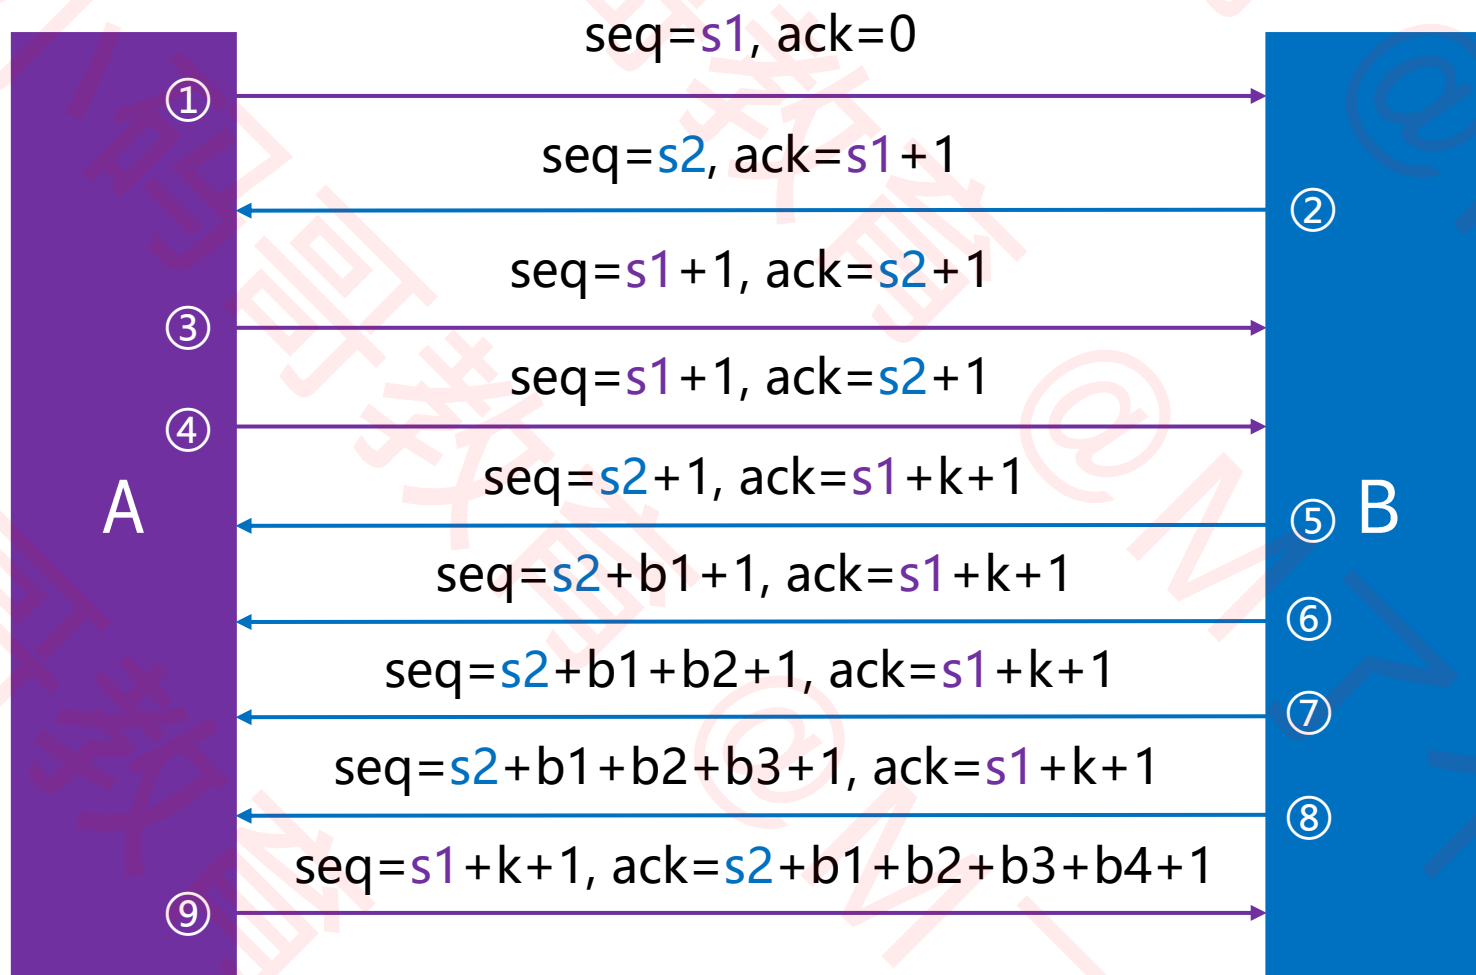 seq=s1, ack=0
①
seq=s2, ack=s1+1
②
seq=s1+1, ack=s2+1
③
seq=s1+1, ack=s2+1
④
seq=s2+1, ack=s1+k+1
A
⑤ B
seq=s2+b1+1, ack=s1+k+1
⑥
seq=s2+b1+b2+1, ack=s1+k+1
⑦
seq=s2+b1+b2+b3+1, ack=s1+k+1
⑧
seq=s1+k+1, ack=s2+b1+b2+b3+b4+1
⑨